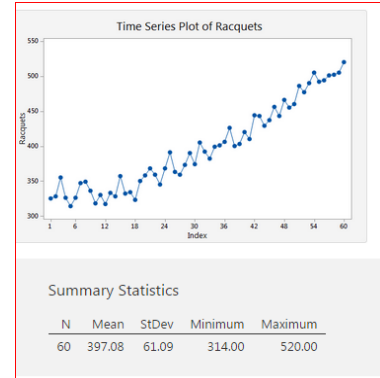 Time Series Plot of Racquets
550
500
450
400
350
300
Racquets
1 6 12 18 24 30 36 42 48 54 60
Index
Summary Statistics
N Mean StDev Minimum Maximum
60 397.08 61.09 314.00 520.00